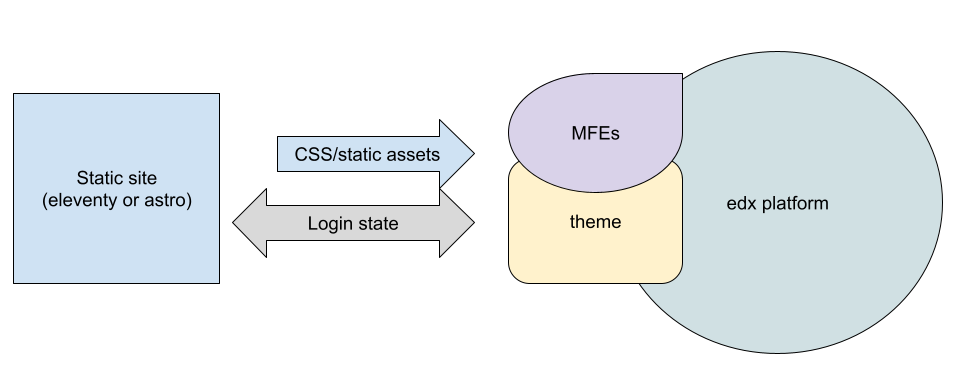 Static site
(eleventy or astro)
CSS/static assets
Login state
MFEs
theme
edx platform